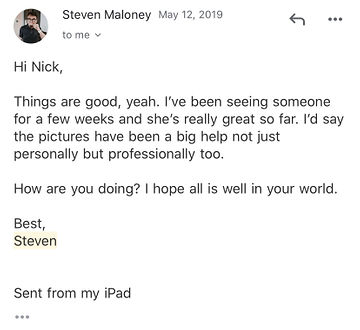 Steven Maloney May 12, 2019
to me
Hi Nick,
Things are good, yeah. I've been seeing someone
for a few weeks and she's really great so far. I'd say
the pictures have been a big help not just
personally but professionally too.
How are you doing? I hope all is well in your world.
Best,
Steven
Sent from my iPad